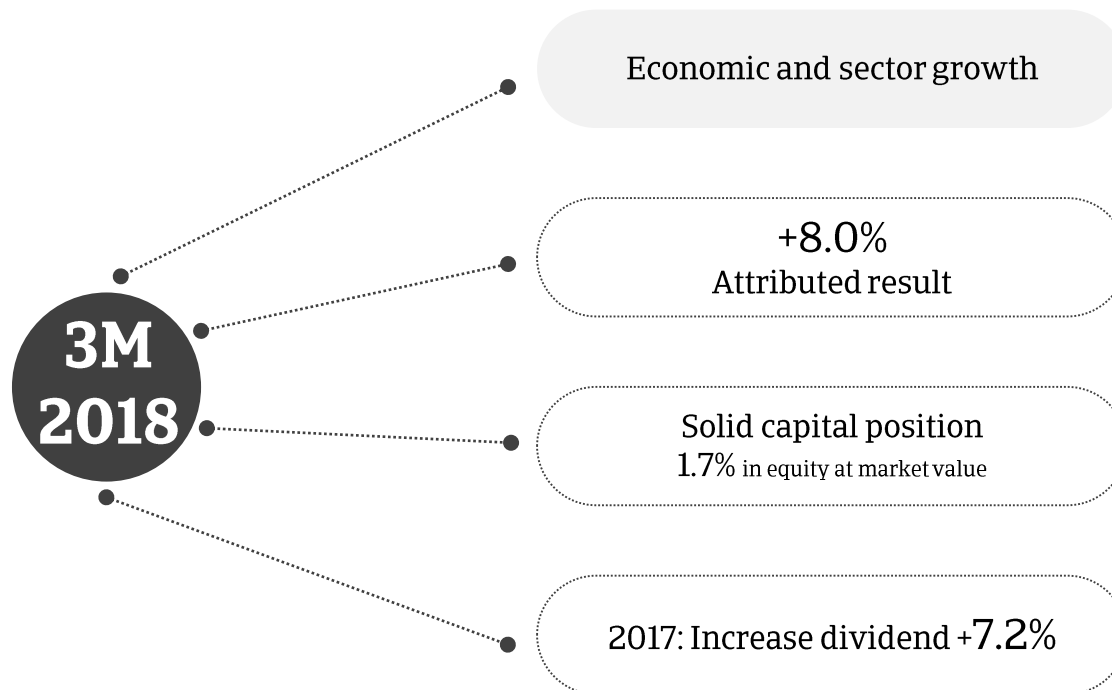 Economic and sector growth
+8.0%
Attributed result
3M
2018
Solid capital position
1.7% in equity at market value
2017: Increase dividend +7.2%